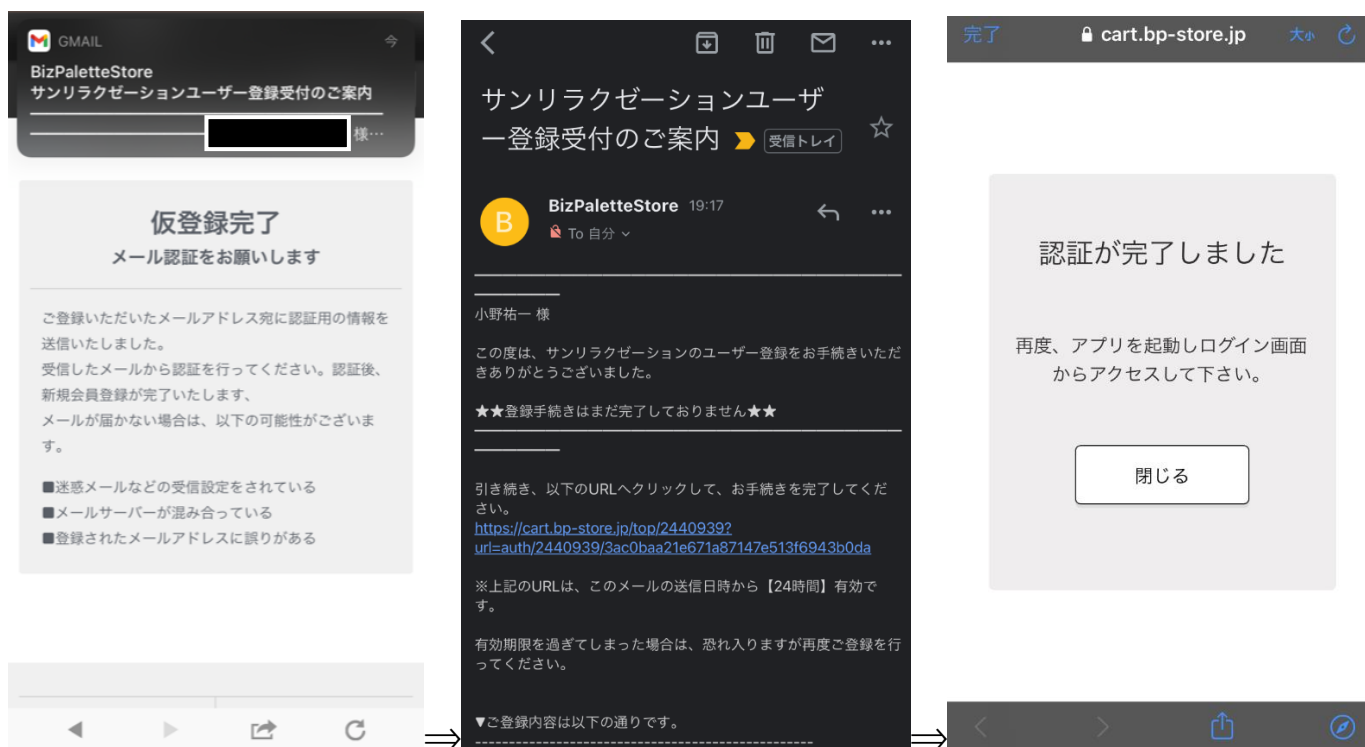 GMAIL
今
BizPaletteStore
サンリラクゼーションユーザー登録受付のご案内
様…
仮登録完了
メール認証をお願いします
ご登録いただいたメールアドレス宛に認証用の情報を
送信いたしました。
受信したメールから認証を行ってください。認証後、
新規会員登録が完了いたします、
メールが届かない場合は、以下の可能性がございま
す。
■迷惑メールなどの受信設定をされている
■メールサーバーが混み合っている
■登録されたメールアドレスに誤りがある
⇒
サンリラクゼーションユーザ
ー登録受付のご案内 受信トレイ
B
BizPaletteStore 19:17
To 自分
小野祐一 様
この度は、サンリラクゼーションのユーザー登録をお手続きいただ
きありがとうございました。
★★登録手続きはまだ完了しておりません★★
引き続き、以下のURLへクリックして、お手続きを完了してくだ
さい。
https://cart.bp-store.jp/top/2440939?
url=auth/2440939/3ac0baa21e671a87147e513f6943b0da
※上記のURLは、このメールの送信日時から【24時間】有効で
す。
有効期限を過ぎてしまった場合は、恐れ入りますが再度ご登録を行
ってください。
▼ご登録内容は以下の通りです。
--------------------------------------------------
⇒
完了 cart.bp-store.jp 大小
認証が完了しました
再度、アプリを起動しログイン画面
からアクセスして下さい。
閉じる